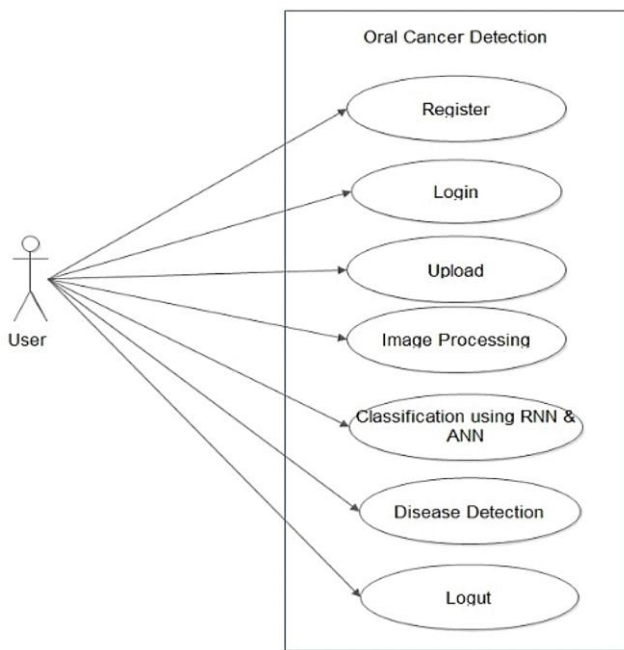 Oral Cancer Detection
Register
Login
Upload
User
Image Processing
Classification using RNN &
ANN
Disease Detection
Logut